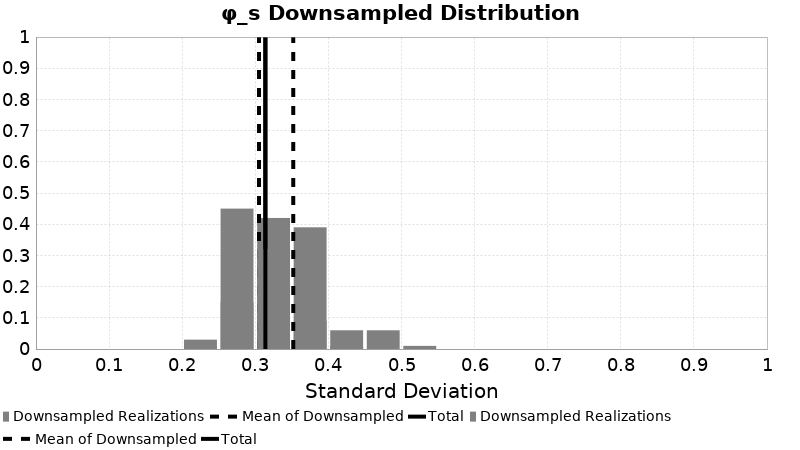 φ_s Downsampled Distribution
1
0.9
0.8
0.7
0.6
0.5
0.4
0.3
0.2
0.1
0
0 0.1 0.2 0.3 0.4 0.5 0.6 0.7 0.8 0.9 1
Standard Deviation
Downsampled Realizations Mean of Downsampled Total Downsampled Realizations
Mean of Downsampled Total